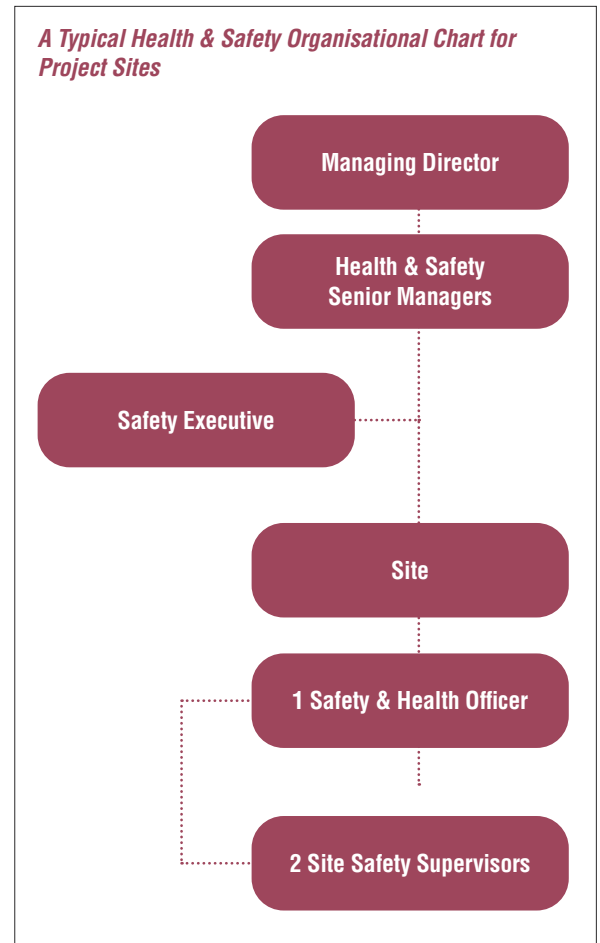 A Typical Health & Safety Organisational Chart for
Project Sites
Managing Director
Health & Safety
Senior Managers
Safety Executive
Site
1 Safety & Health Officer
2 Site Safety Supervisors